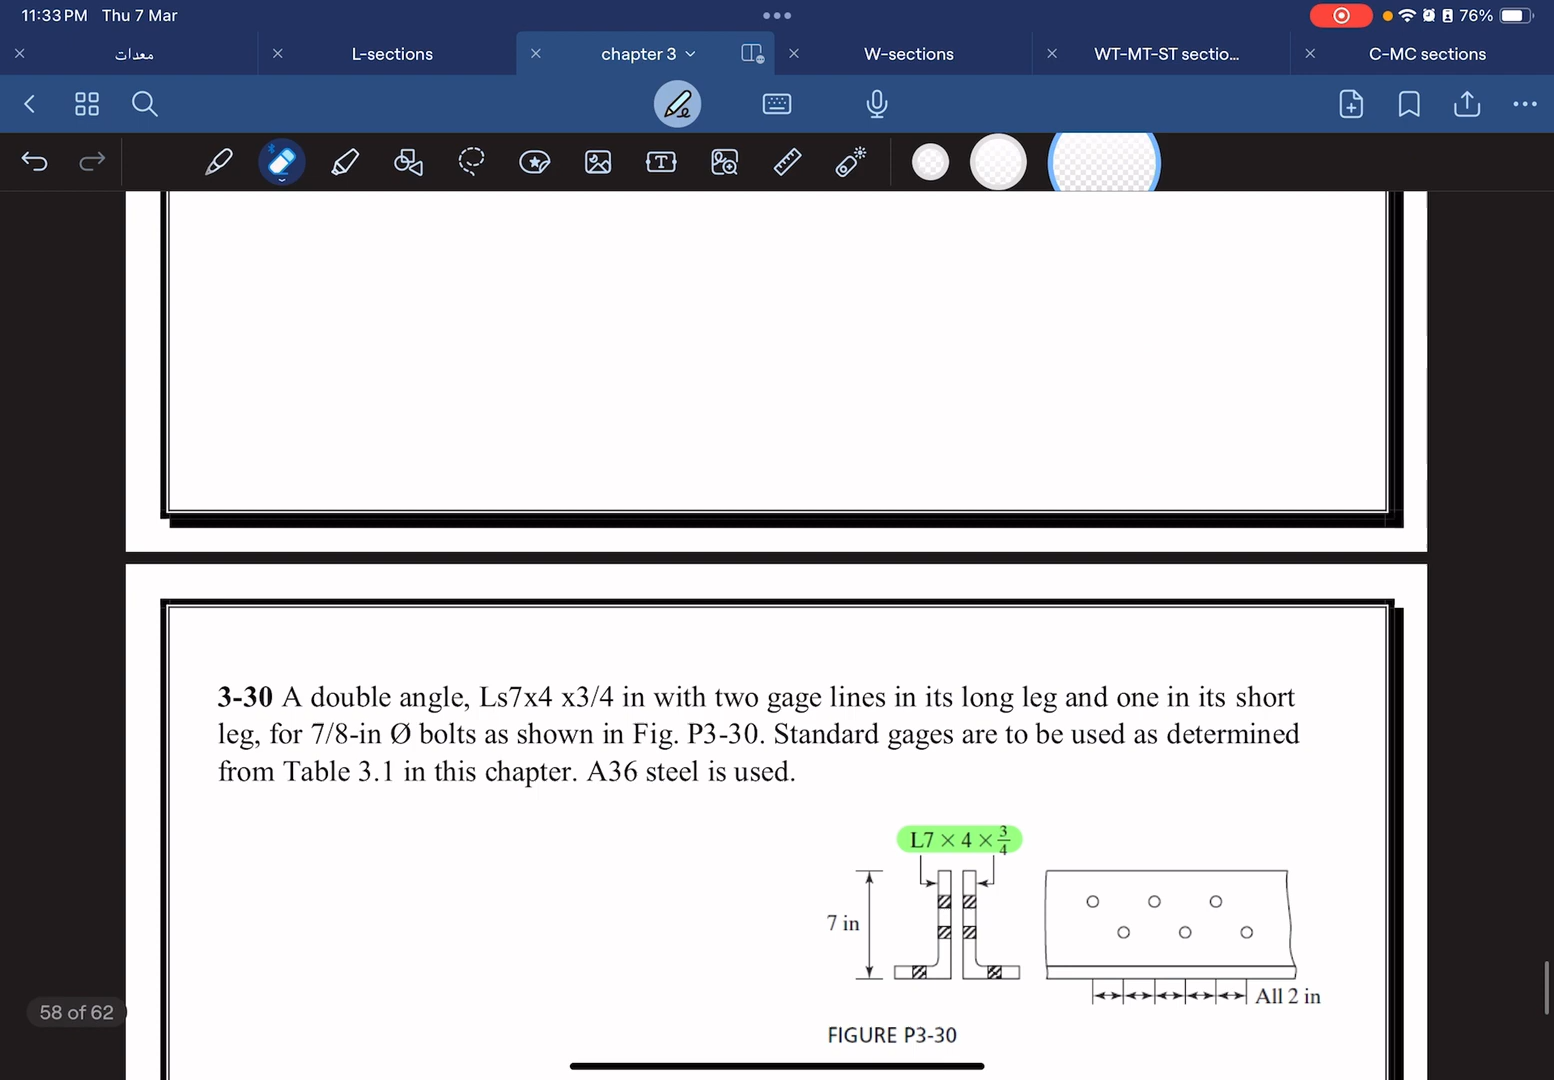 11:33 PM Thu 7 Mar
76%
معدات
L-sections
chapter 3
W-sections
WT-MT-ST sectio...
C-MC sections
3-30 A double angle, Ls7x4 x3/4 in with two gage lines in its long leg and one in its short
leg, for 7/8-in Ø bolts as shown in Fig. P3-30. Standard gages are to be used as determined
from Table 3.1 in this chapter. A36 steel is used.
L7 × 4 × 3/4
7 in
All 2 in
58 of 62
FIGURE P3-30